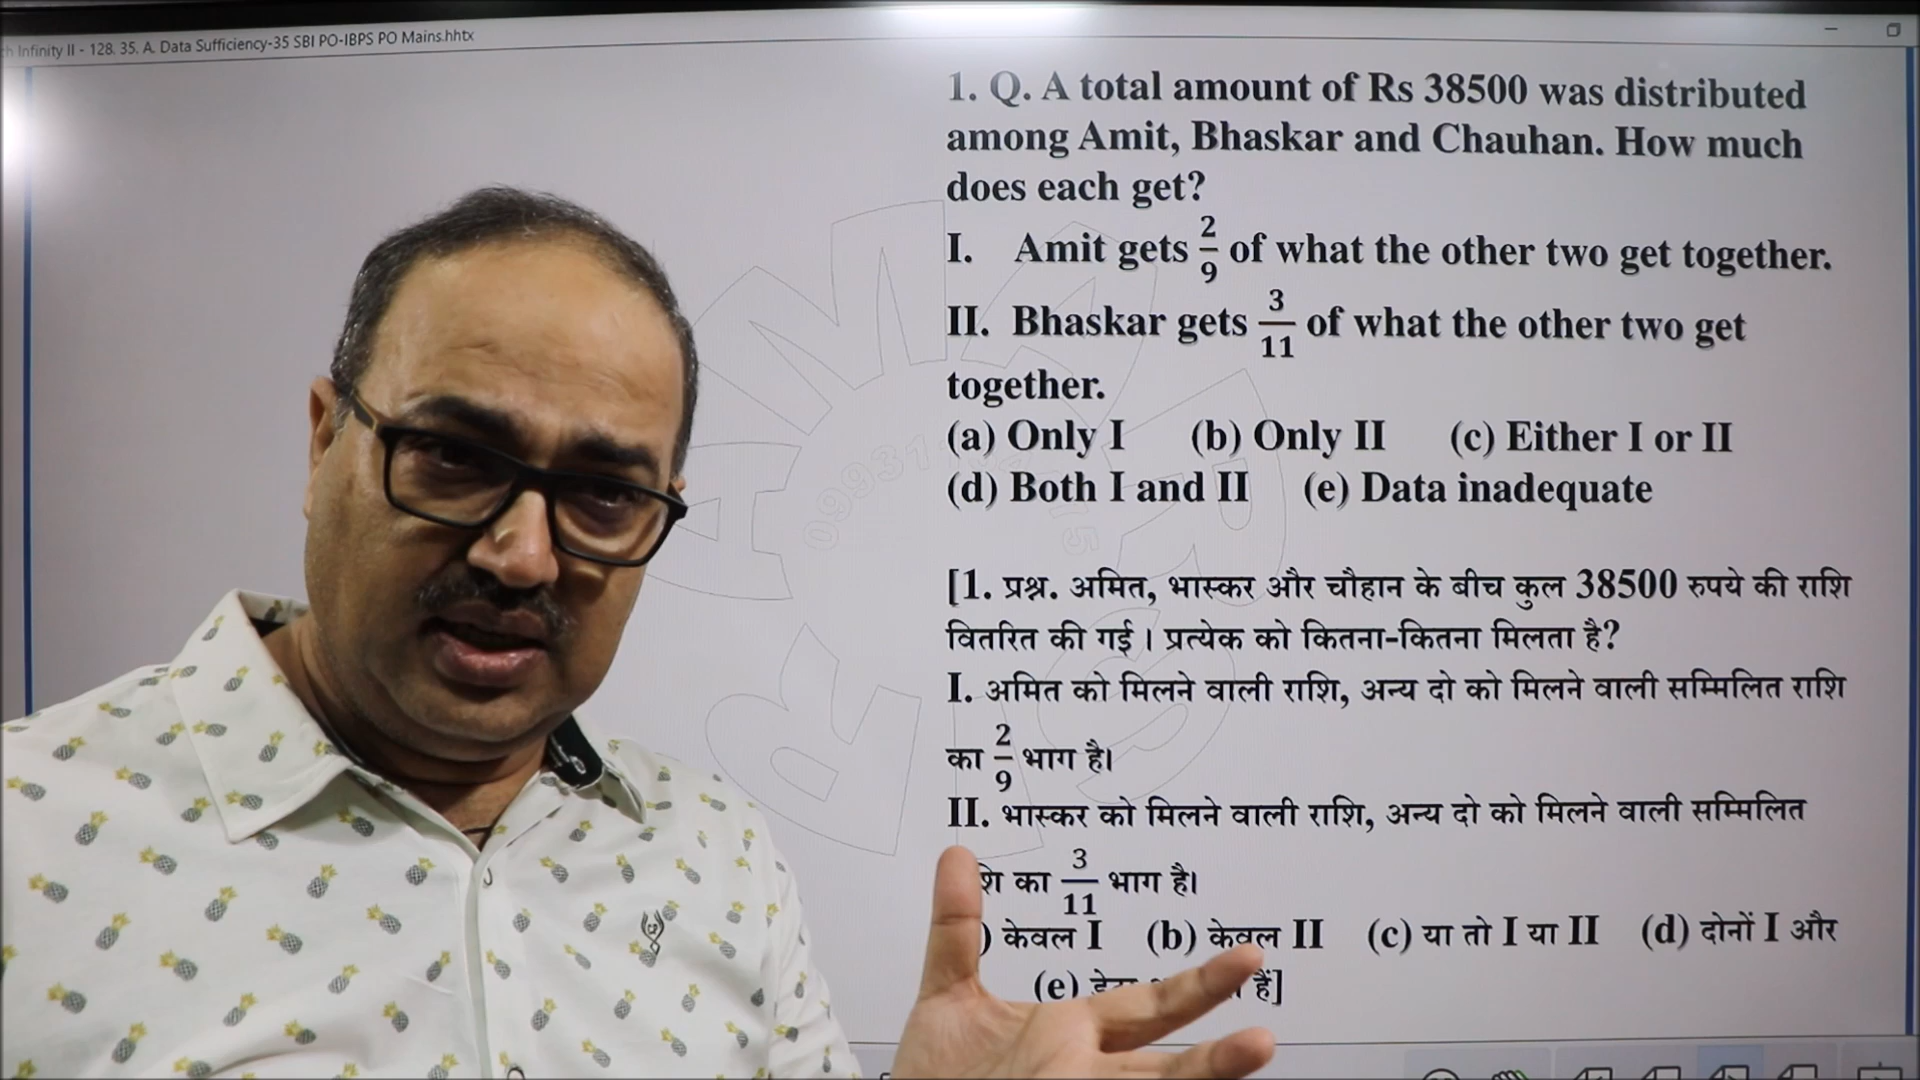 h Infinity II - 128. 35. A. Data Sufficiency-35 SBI PO-IBPS PO Mains.hhtx
1. Q. A total amount of Rs 38500 was distributed
among Amit, Bhaskar and Chauhan. How much
does each get?
I. Amit gets 2/9 of what the other two get together.
II. Bhaskar gets 3/11 of what the other two get
together.
(a) Only I (b) Only II (c) Either I or II
(d) Both I and II (e) Data inadequate
[1. प्रश्न. अमित, भास्कर और चौहान के बीच कुल 38500 रुपये की राशि
वितरित की गई । प्रत्येक को कितना-कितना मिलता है?
I. अमित को मिलने वाली राशि, अन्य दो को मिलने वाली सम्मिलित राशि
का 2/9 भाग है।
II. भास्कर को मिलने वाली राशि, अन्य दो को मिलने वाली सम्मिलित
शि का 3/11 भाग है।
) केवल I (b) केवल II (c) या तो I या II (d) दोनों I और
(e) हैं]